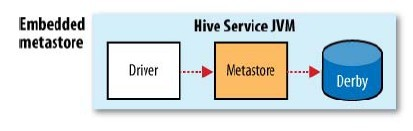 Embedded
metastore
Hive Service JVM
Driver
Metastore
Derby